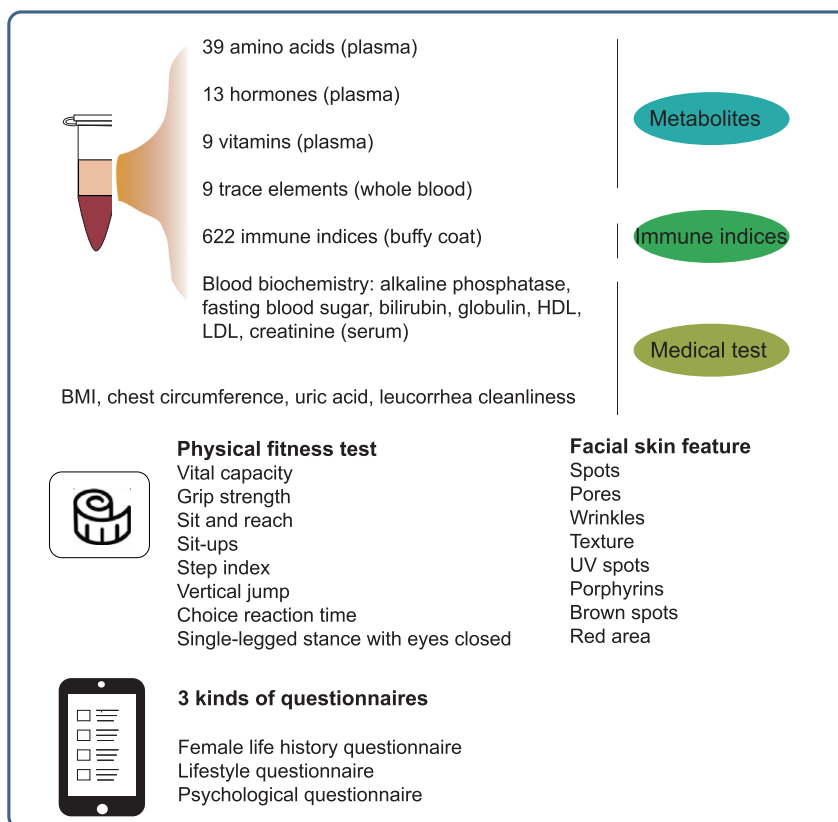 39 amino acids (plasma)
13 hormones (plasma)
9 vitamins (plasma)
9 trace elements (whole blood)
Metabolites
622 immune indices (buffy coat)
Immune indices
Blood biochemistry: alkaline phosphatase,
fasting blood sugar, bilirubin, globulin, HDL,
LDL, creatinine (serum)
Medical test
BMI, chest circumference, uric acid, leucorrhea cleanliness
Physical fitness test
Vital capacity
Grip strength
Sit and reach
Sit-ups
Step index
Vertical jump
Choice reaction time
Single-legged stance with eyes closed
Facial skin feature
Spots
Pores
Wrinkles
Texture
UV spots
Porphyrins
Brown spots
Red area
3 kinds of questionnaires
Female life history questionnaire
Lifestyle questionnaire
Psychological questionnaire